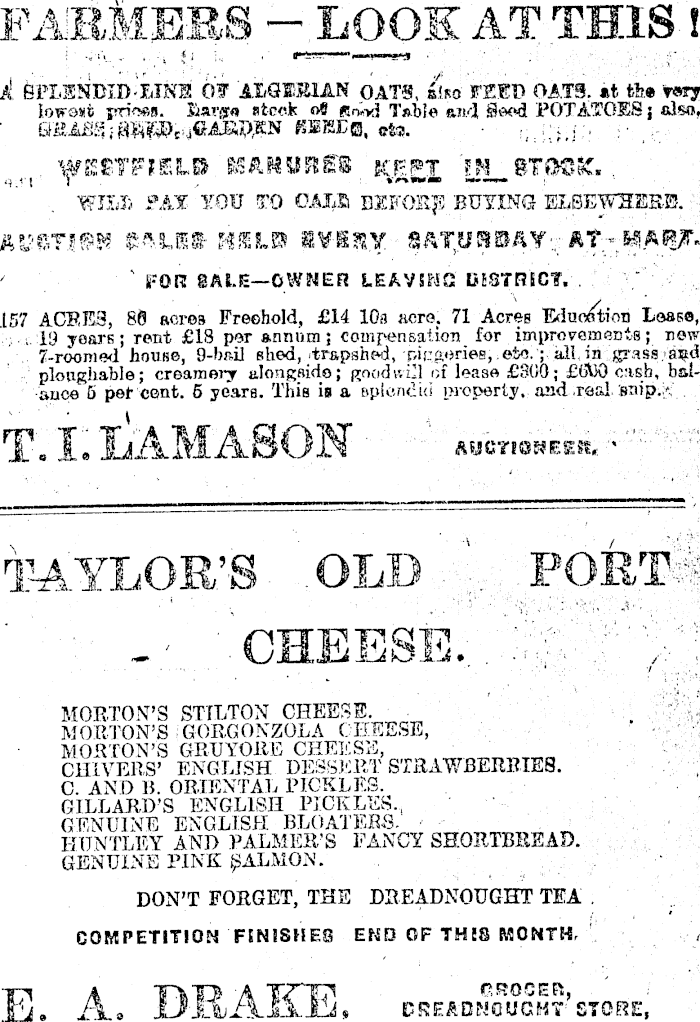 FARMERS — LOOK AT THIS!
A SPLENDID LINE OF ALGERIAN OATS, also FEED OATS, at the very
lowest prices. Large stock of good Table and Seed POTATOES; also,
GRASS SEED, GARDEN SEEDS, etc.
WESTFIELD MANURES KEPT IN STOCK.
WILL PAY YOU TO CALL BEFORE BUYING ELSEWHERE.
AUCTION SALES HELD EVERY SATURDAY AT MART.
FOR SALE—OWNER LEAVING DISTRICT.
157 ACRES, 86 acres Freehold, £14 10s acre, 71 Acres Education Lease,
19 years; rent £18 per annum; compensation for improvements; new
7-roomed house, 9-bail shed, trapshed, piggeries, etc.; all in grass and
ploughable; creamery alongside; goodwill of lease £300; £600 cash, bal-
ance 5 per cent. 5 years. This is a splendid property, and real snip.
T. I. LAMASON AUCTIONEER.
TAYLOR'S OLD PORT
CHEESE.
MORTON'S STILTON CHEESE.
MORTON'S GORGONZOLA CHEESE,
MORTON'S GRUYORE CHEESE,
CHIVERS' ENGLISH DESSERT STRAWBERRIES.
C. AND B. ORIENTAL PICKLES.
GILLARD'S ENGLISH PICKLES.
GENUINE ENGLISH BLOATERS.
HUNTLEY AND PALMER'S FANCY SHORTBREAD.
GENUINE PINK SALMON.
DON'T FORGET, THE DREADNOUGHT TEA
COMPETITION FINISHES END OF THIS MONTH.
E. A. DRAKE, GROCER,
DREADNOUGHT STORE,